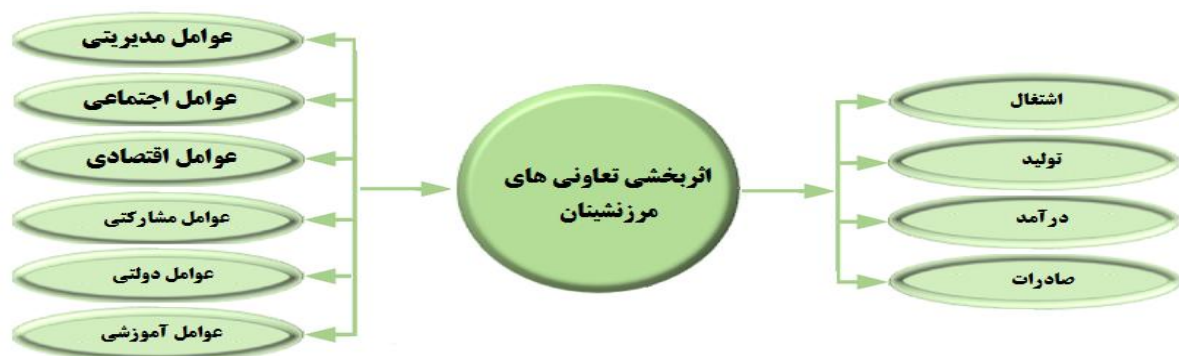 عوامل مدیریتی
عوامل اجتماعی
عوامل اقتصادی
عوامل مشارکتی
عوامل دولتی
عوامل آموزشی
اثربخشی تعاونی های
مرزنشینان
اشتغال
تولید
درآمد
صادرات